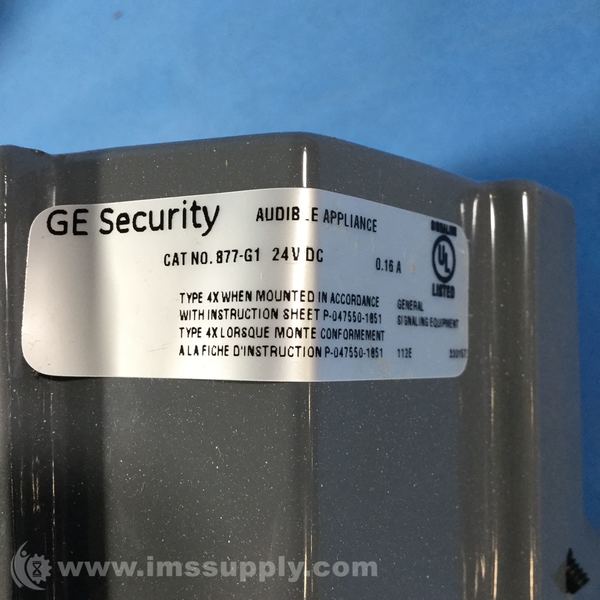 GE Security AUDIBLE APPLIANCE
CAT NO. 877-G1 24V DC 0.16 A
UL
LISTED
TYPE 4X WHEN MOUNTED IN ACCORDANCE GENERAL
WITH INSTRUCTION SHEET P-047550-1851 SIGNALING EQUIPMENT
TYPE 4X LORSQUE MONTE CONFORMEMENT
A LA FICHE D'INSTRUCTION P-047550-1851 112E
www.imssupply.com